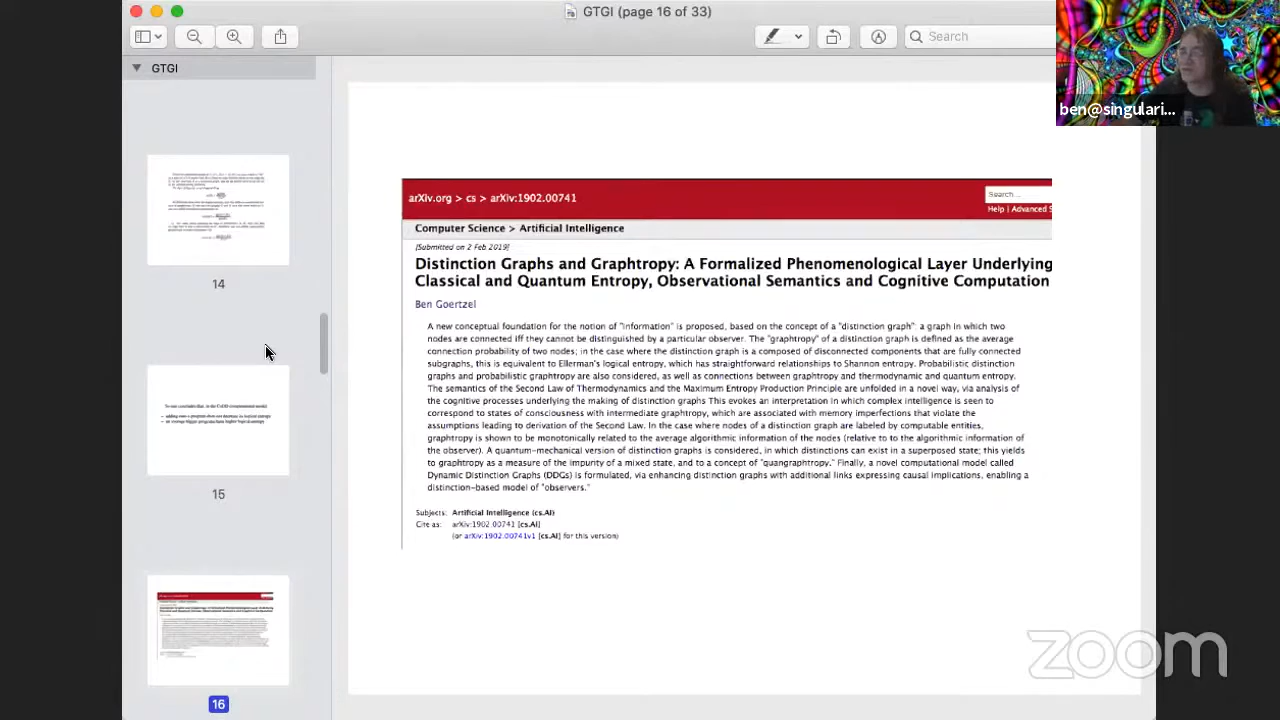 GTGI (page 16 of 33)
Search
ben@singulari...
GTGI
14
15
16
arXiv.org > cs > arXiv:1902.00741
Search...
Help | Advanced S
Computer Science > Artificial Intelligence
[Submitted on 2 Feb 2019]
Distinction Graphs and Graphtropy: A Formalized Phenomenological Layer Underlying
Classical and Quantum Entropy, Observational Semantics and Cognitive Computation
Ben Goertzel
A new conceptual foundation for the notion of "information" is proposed, based on the concept of a "distinction graph": a graph in which two
nodes are connected iff they cannot be distinguished by a particular observer. The "graphtropy" of a distinction graph is defined as the average
connection probability of two nodes; in the case where the distinction graph is a composed of disconnected components that are fully connected
subgraphs, this is equivalent to Ellerman's logical entropy, which has straightforward relationships to Shannon entropy. Probabilistic distinction
graphs and probabilistic graphtropy are also considered, as well as connections between graphtropy and thermodynamic and quantum entropy.
The semantics of the Second Law of Thermodynamics and the Maximum Entropy Production Principle are unfolded in a novel way, via analysis of
the cognitive processes underlying the making of distinction graphs This evokes an interpretation in which complex intelligence is seen to
correspond to states of consciousness with intermediate graphtropy, which are associated with memory imperfections that violate the
assumptions leading to derivation of the Second Law. In the case where nodes of a distinction graph are labeled by computable entities,
graphtropy is shown to be monotonically related to the average algorithmic information of the nodes (relative to to the algorithmic information of
the observer). A quantum-mechanical version of distinction graphs is considered, in which distinctions can exist in a superposed state; this yields
to graphtropy as a measure of the impurity of a mixed state, and to a concept of "quangraphtropy." Finally, a novel computational model called
Dynamic Distinction Graphs (DDGs) is formulated, via enhancing distinction graphs with additional links expressing causal implications, enabling a
distinction-based model of "observers."
Subjects: Artificial Intelligence (cs.AI)
Cite as: arXiv:1902.00741 [cs.AI]
(or arXiv:1902.00741v1 [cs.AI] for this version)
zoom